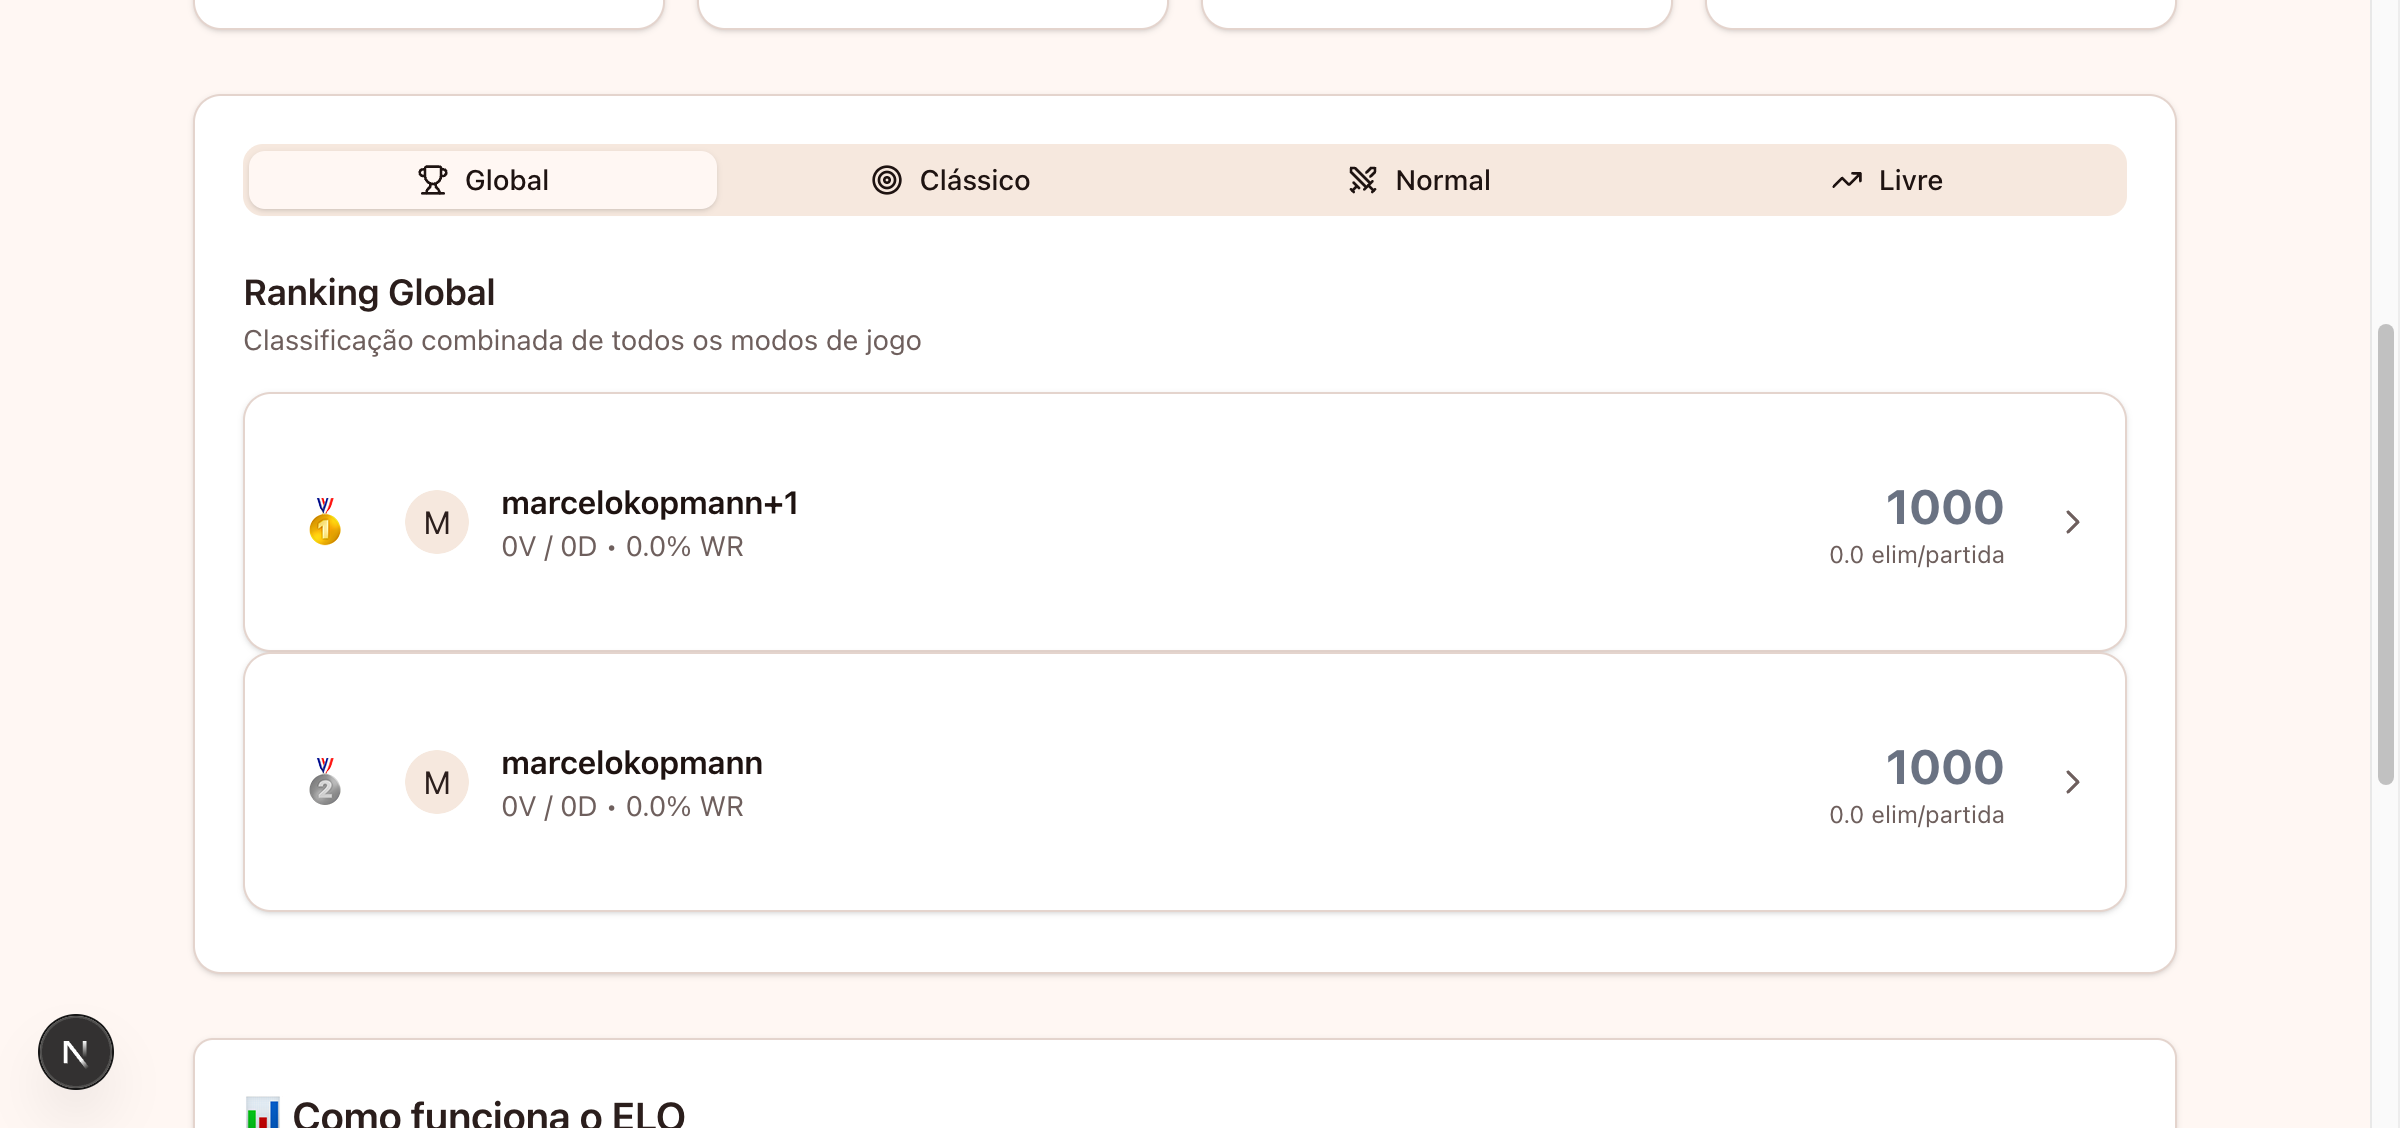 Global
Clássico
Normal
Livre
Ranking Global
Classificação combinada de todos os modos de jogo
1
M
marcelokopmann+1
0V / 0D • 0.0% WR
1000
0.0 elim/partida
2
M
marcelokopmann
0V / 0D • 0.0% WR
1000
0.0 elim/partida
N
Como funciona o ELO